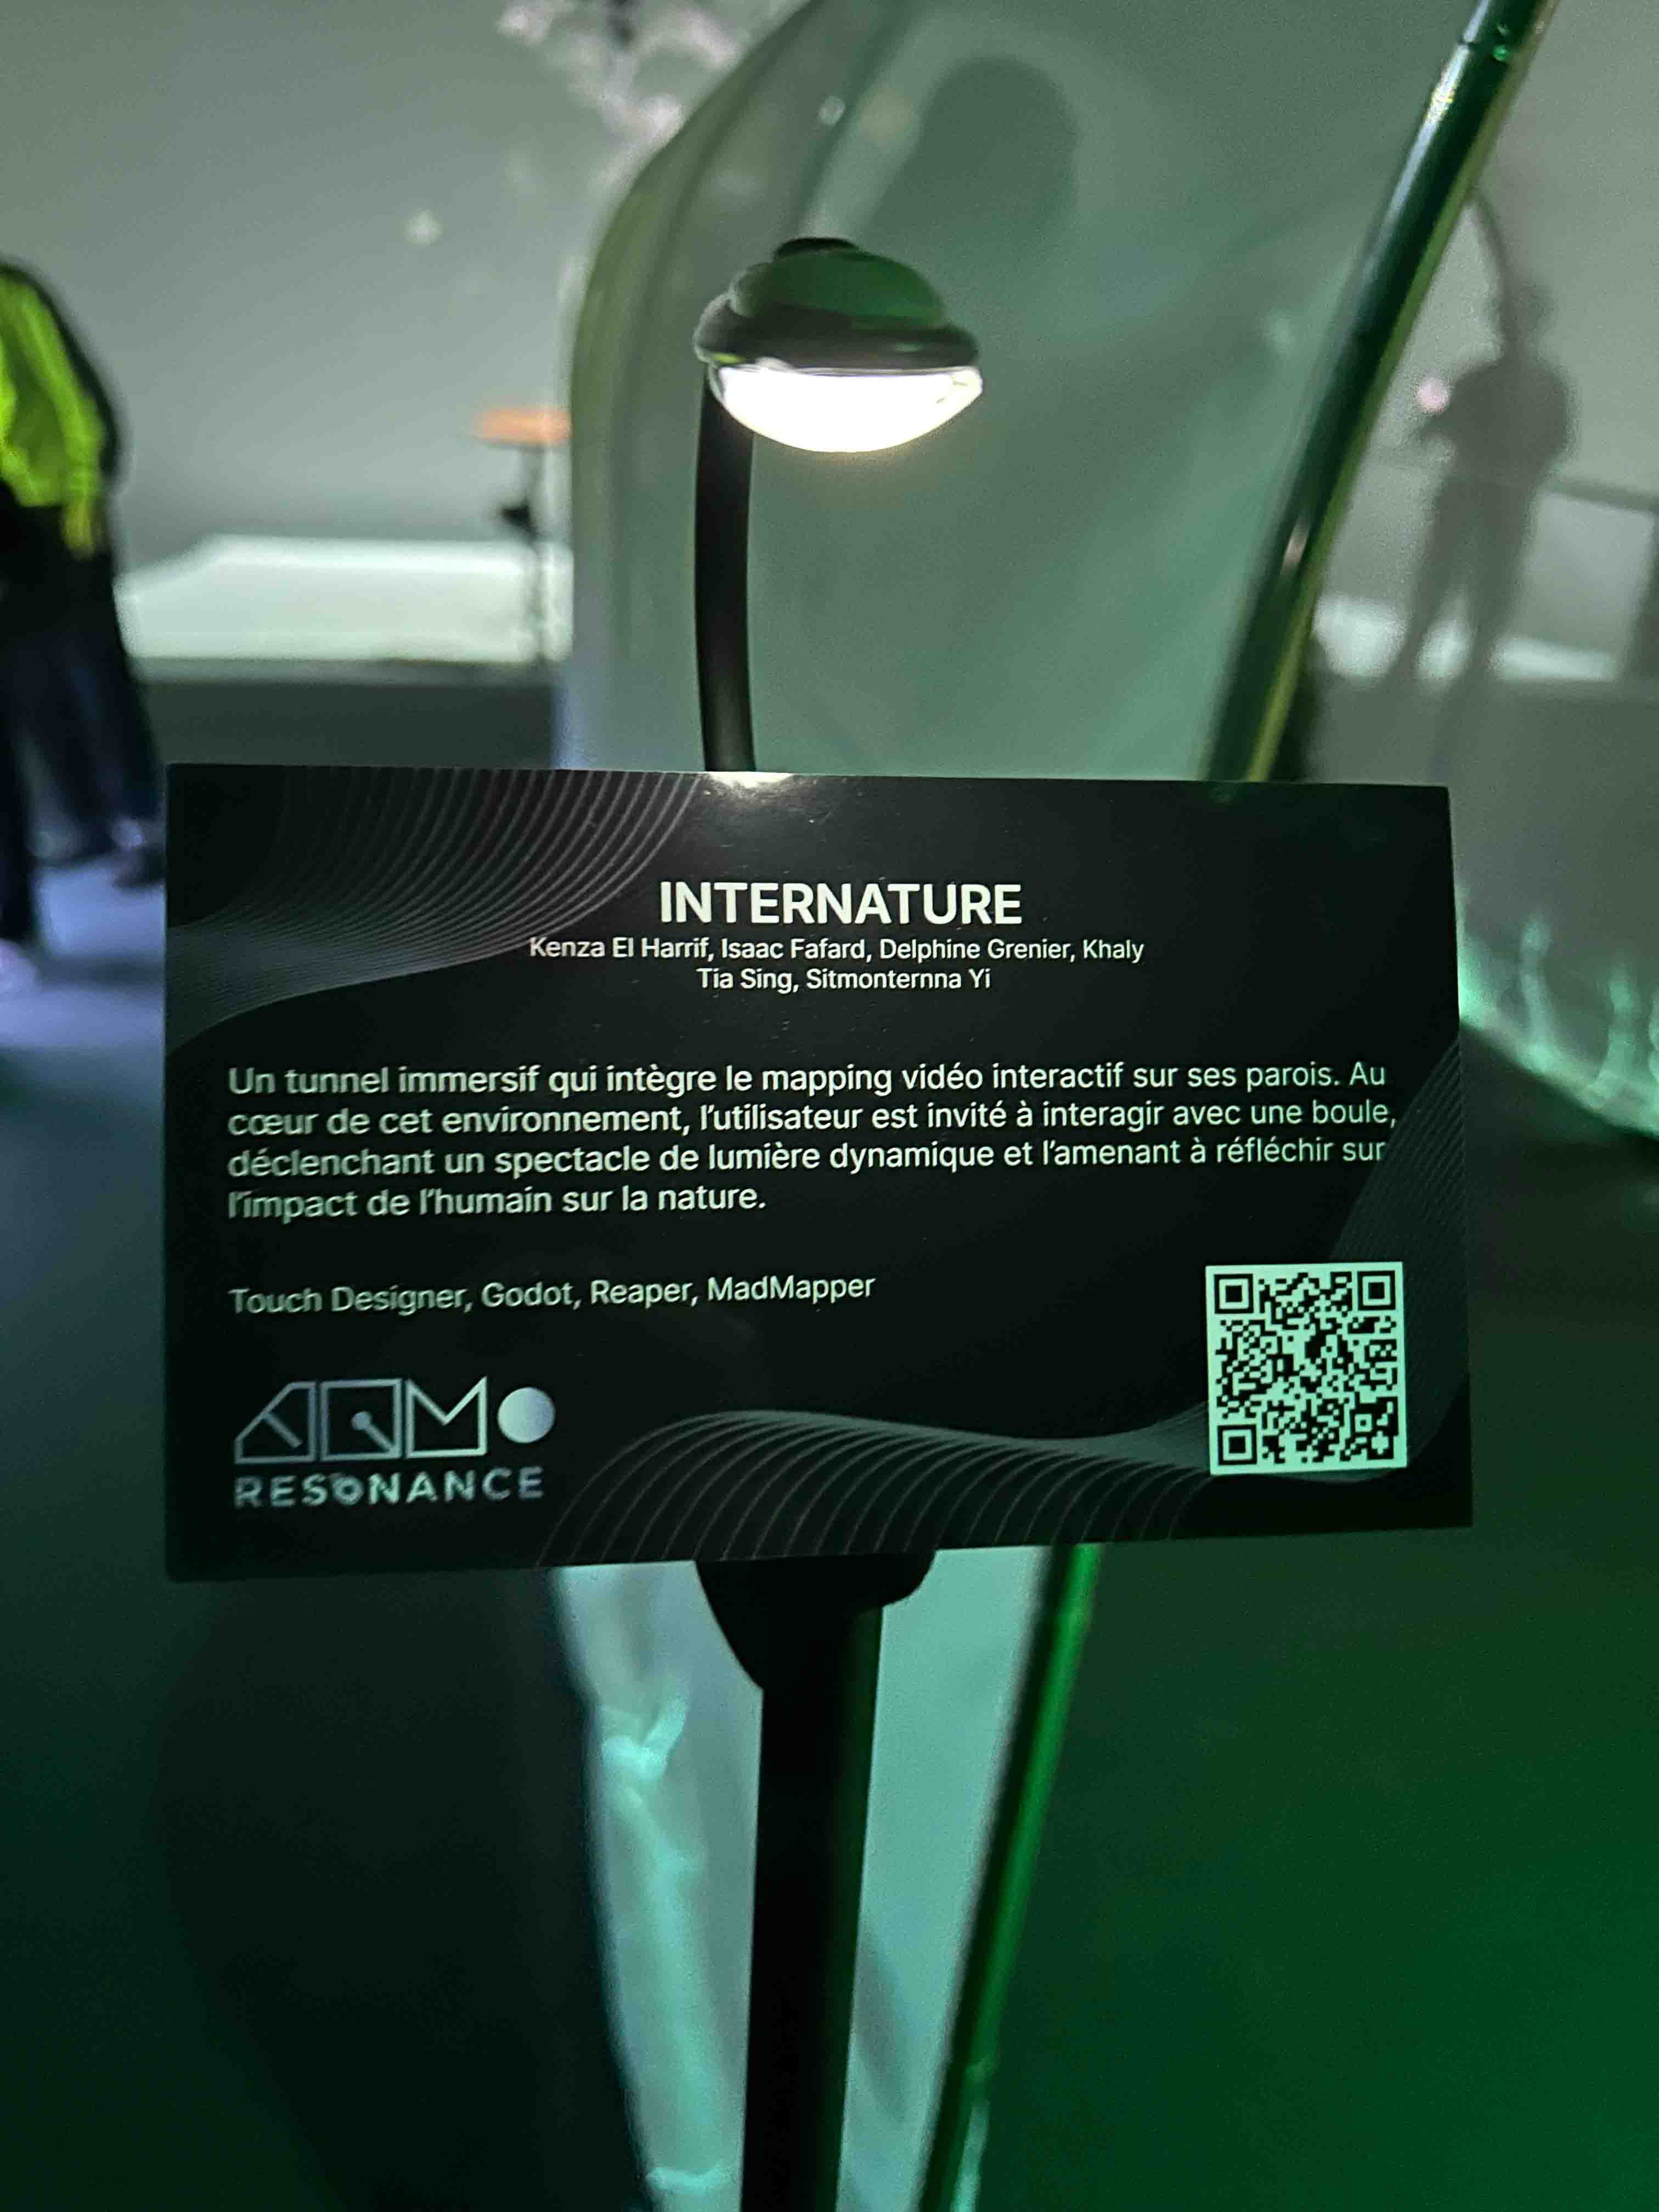 INTERNATURE
Kenza El Harrif, Isaac Fafard, Delphine Grenier, Khaly
Tia Sing, Sitmonternna Yi
Un tunnel immersif qui intègre le mapping vidéo interactif sur ses parois. Au
cœur de cet environnement, l'utilisateur est invité à interagir avec une boule,
déclenchant un spectacle de lumière dynamique et l'amenant à réfléchir sur
l'impact de l'humain sur la nature.
Touch Designer, Godot, Reaper, MadMapper
RESONANCE